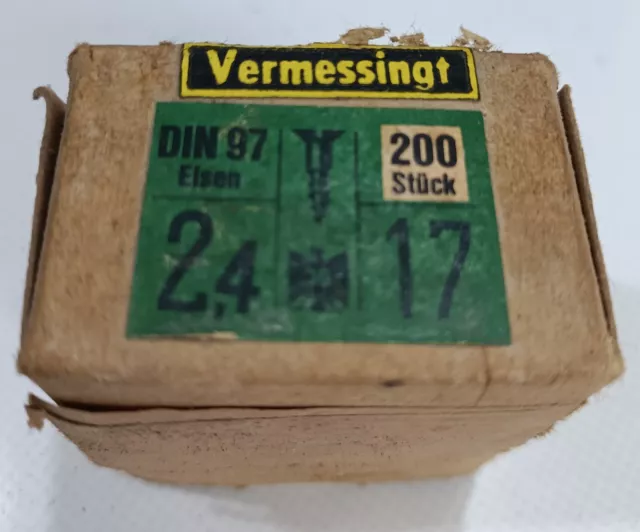 Vermessingt
DIN 97
Eisen
200
Stück
2,4
17